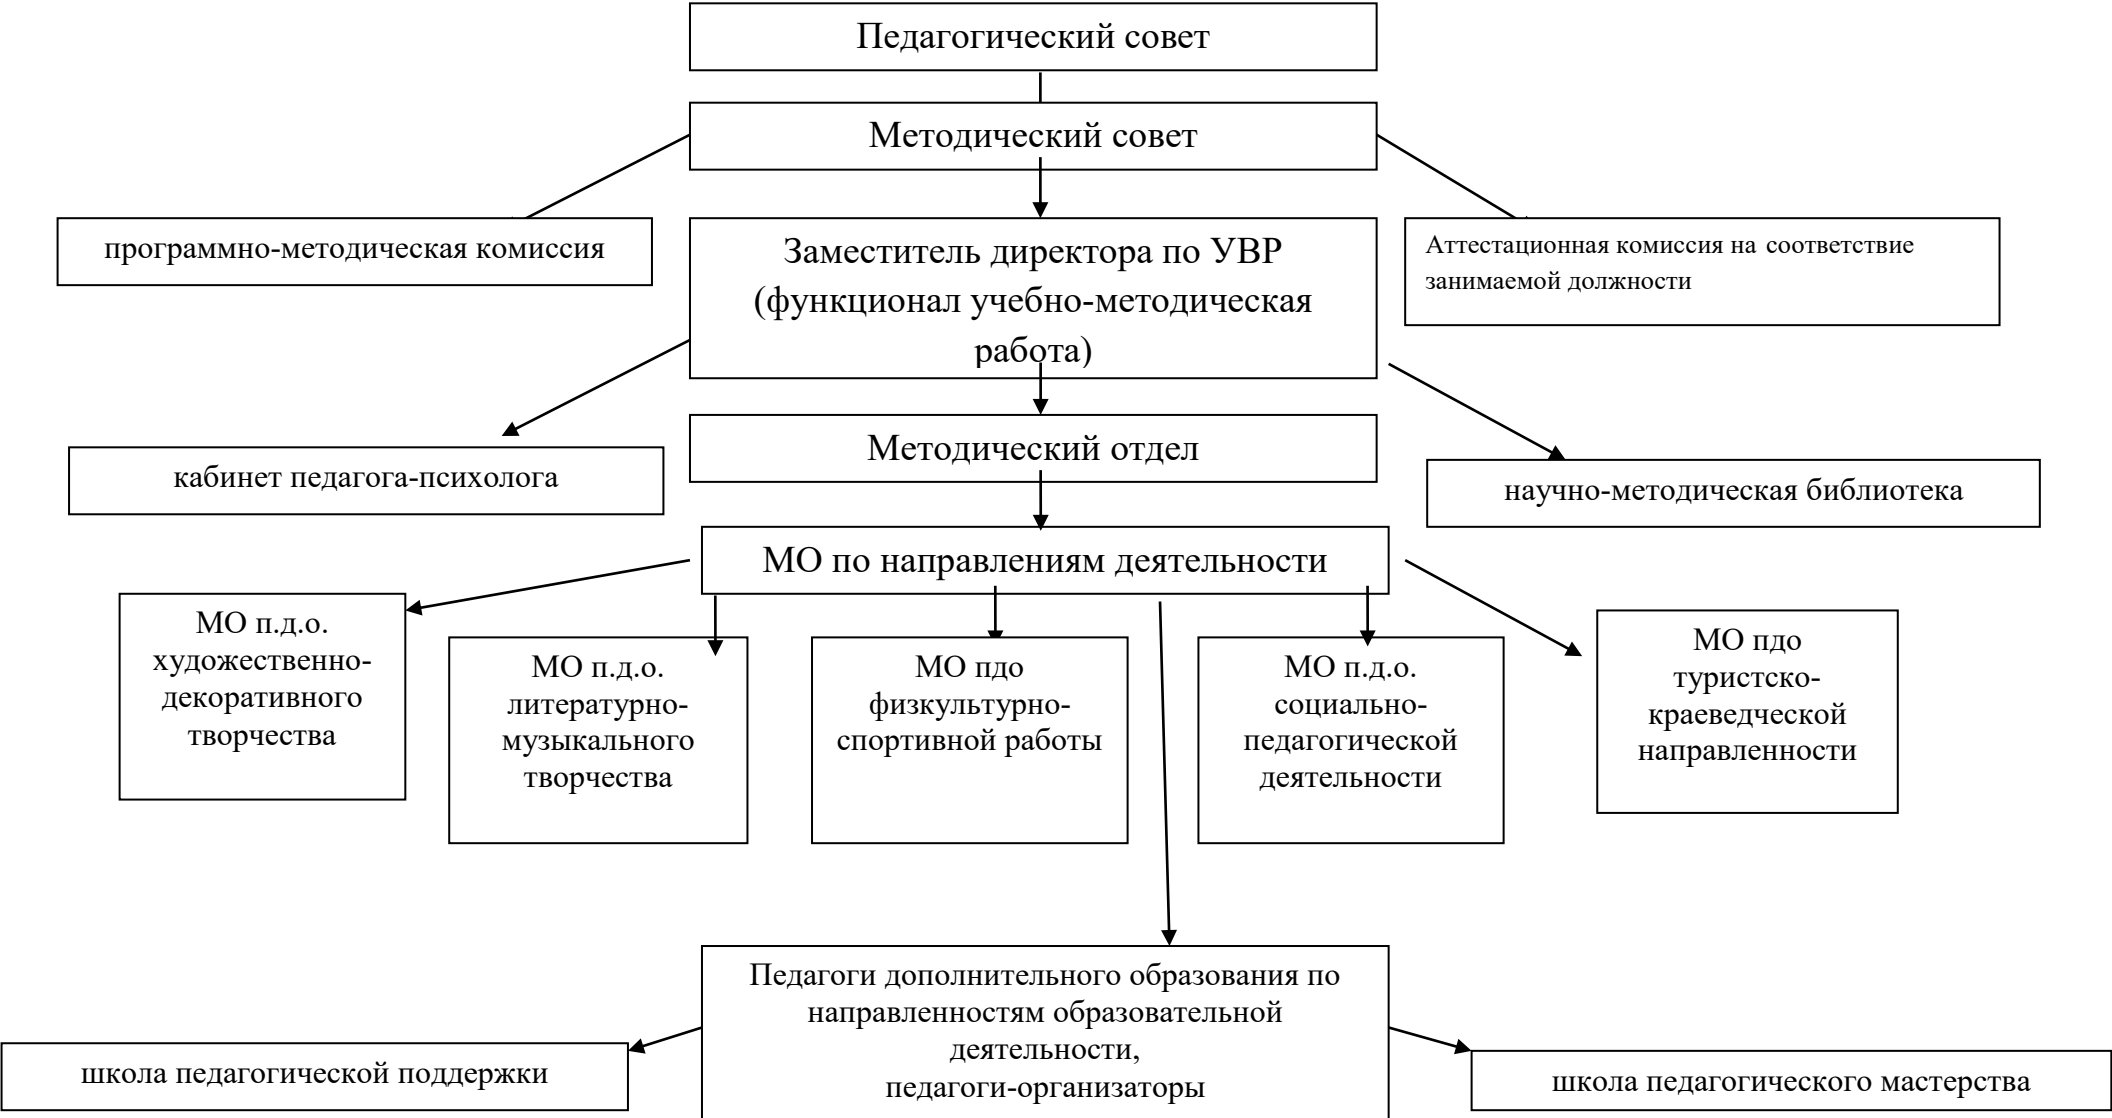 Педагогический совет
Методический совет
программно-методическая комиссия
Заместитель директора по УВР
(функционал учебно-методическая
работа)
Аттестационная комиссия на соответствие
занимаемой должности
Методический отдел
кабинет педагога-психолога
научно-методическая библиотека
МО по направлениям деятельности
МО п.д.о.
художественно-
декоративного
творчества
МО п.д.о.
литературно-
музыкального
творчества
МО пдо
физкультурно-
спортивной работы
МО п.д.о.
социально-
педагогической
деятельности
МО пдо
туристско-
краеведческой
направленности
Педагоги дополнительного образования по
направленностям образовательной
деятельности,
педагоги-организаторы
школа педагогической поддержки
школа педагогического мастерства